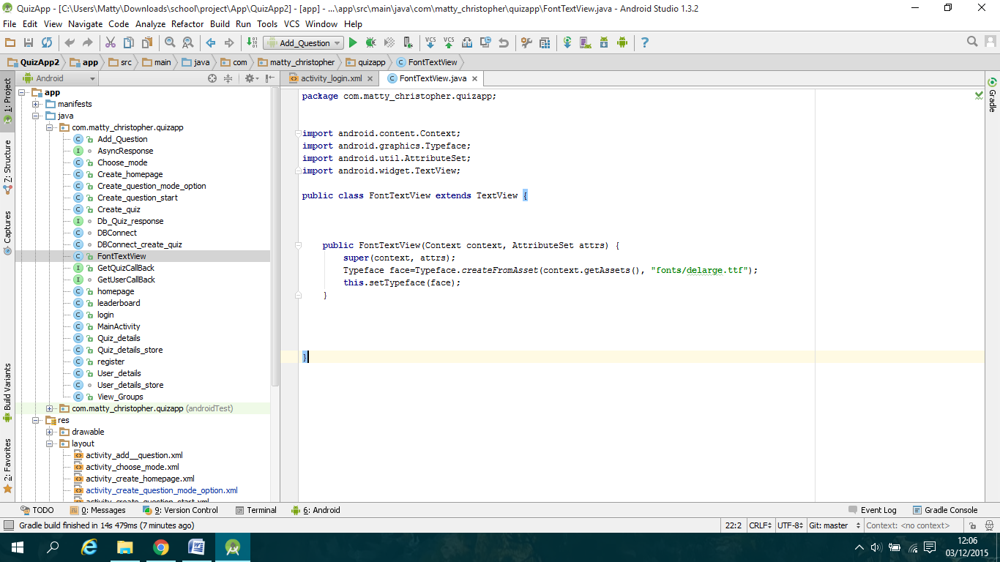 QuizApp - [C:\Users\Matty\Downloads\school\project\App\QuizApp2] - [app] - ...\app\src\main\java\com\matty_christopher\quizapp\FontTextView.java - Android Studio 1.3.2
File Edit View Navigate Code Analyze Refactor Build Run Tools VCS Window Help
Add_Question VCS VCS ?
QuizApp2 app src main java com matty_christopher quizapp FontTextView
1: Project
Z: Structure
Captures
Build Variants
2: Favorites
Android
app
manifests
java
com.matty_christopher.quizapp
Add_Question
AsyncResponse
Choose_mode
Create_homepage
Create_question_mode_option
Create_question_start
Create_quiz
Db_Quiz_response
DBConnect
DBConnect_create_quiz
FontTextView
GetQuizCallBack
GetUserCallBack
homepage
leaderboard
login
MainActivity
Quiz_details
Quiz_details_store
register
User_details
User_details_store
View_Groups
com.matty_christopher.quizapp (androidTest)
res
drawable
layout
activity_add__question.xml
activity_choose_mode.xml
activity_create_homepage.xml
activity_create_question_mode_option.xml
activity_create_question_start.xml
activity_login.xml FontTextView.java
package com.matty_christopher.quizapp;
import android.content.Context;
import android.graphics.Typeface;
import android.util.AttributeSet;
import android.widget.TextView;
public class FontTextView extends TextView {
public FontTextView(Context context, AttributeSet attrs) {
super(context, attrs);
Typeface face=Typeface.createFromAsset(context.getAssets(), "fonts/delarge.ttf");
this.setTypeface(face);
}
}
Gradle
TODO 0: Messages 9: Version Control Terminal 6: Android Event Log Gradle Console
Gradle build finished in 14s 479ms (7 minutes ago) 22:2 CRLF UTF-8 Git: master Context: <no context>
12:06
03/12/2015